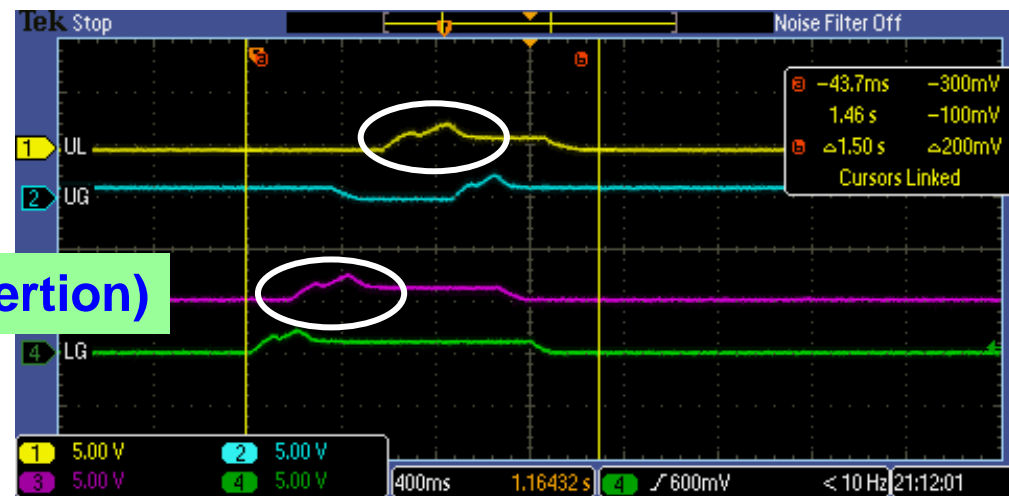 Tek Stop
Noise Filter Off
a −43.7ms −300mV
1.46 s −100mV
b △1.50 s △200mV
Cursors Linked
a
b
1 UL
2 UG
ertion)
4 LG
1 5.00 V 2 5.00 V
3 5.00 V 4 5.00 V
400ms 1.16432 s 4 600mV < 10 Hz 21:12:01